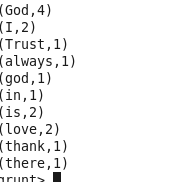 (God,4)
(I,2)
(Trust,1)
(always,1)
(god,1)
(in,1)
(is,2)
(love,2)
(thank,1)
(there,1)
grunt>